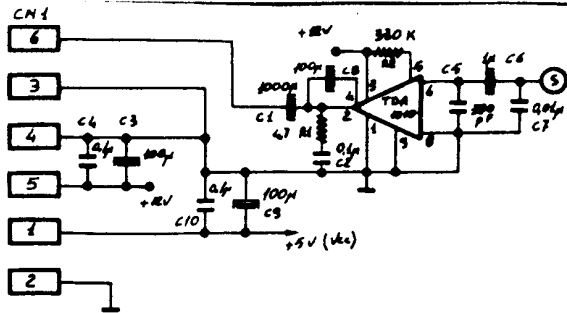 CN1
6
3
4
5
1
2
C4
0,1µ
C3
100µ
+12V
0,1µ
C10
100µ
C9
+5V (Vcc)
1000µ
C1
100µ
C8
4,7
R1
0,1µ
C2
+12V
330 K
R2
TDA
4
2
3
5
1
9
6
8
C5
PF
1µ
C6
0,01µ
C7
S